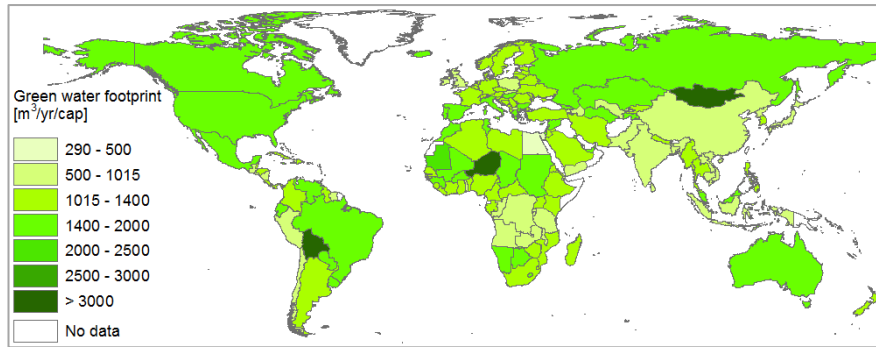 Green water footprint
[m³/yr/cap]
290 - 500
500 - 1015
1015 - 1400
1400 - 2000
2000 - 2500
2500 - 3000
> 3000
No data